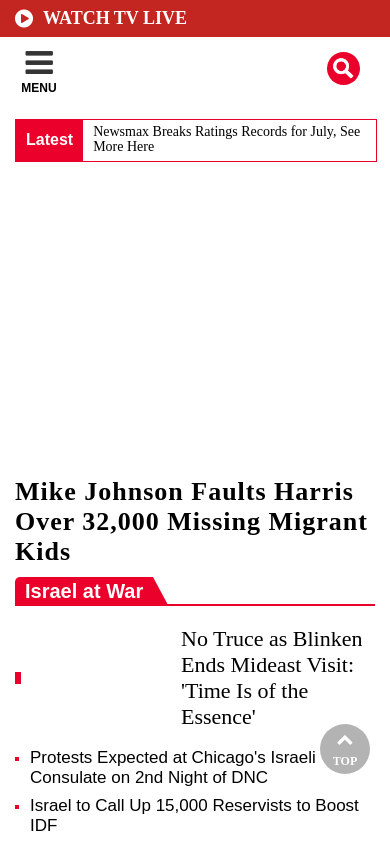 WATCH TV LIVE
MENU
Latest
Newsmax Breaks Ratings Records for July, See
More Here
Mike Johnson Faults Harris
Over 32,000 Missing Migrant
Kids
Israel at War
No Truce as Blinken
Ends Mideast Visit:
'Time Is of the
Essence'
Protests Expected at Chicago's Israeli
Consulate on 2nd Night of DNC
TOP
Israel to Call Up 15,000 Reservists to Boost
IDF